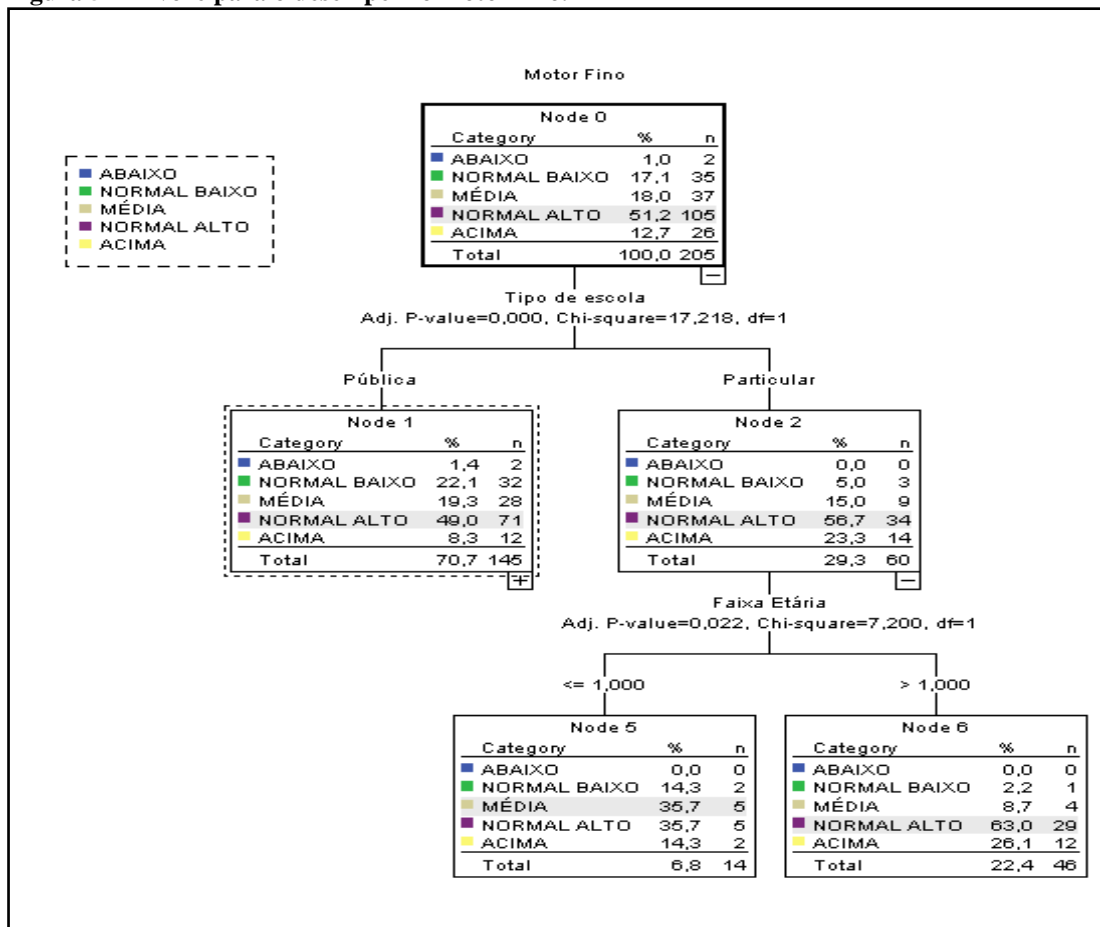 Motor Fino
Node 0
Category % n
ABAIXO 1,0 2
NORMAL BAIXO 17,1 35
MÉDIA 18,0 37
NORMAL ALTO 51,2 105
ACIMA 12,7 26
Total 100,0 205
ABAIXO
NORMAL BAIXO
MÉDIA
NORMAL ALTO
ACIMA
Tipo de escola
Adj. P-value=0,000, Chi-square=17,218, df=1
Pública
Particular
Node 1
Category % n
ABAIXO 1,4 2
NORMAL BAIXO 22,1 32
MÉDIA 19,3 28
NORMAL ALTO 49,0 71
ACIMA 8,3 12
Total 70,7 145
Node 2
Category % n
ABAIXO 0,0 0
NORMAL BAIXO 5,0 3
MÉDIA 15,0 9
NORMAL ALTO 56,7 34
ACIMA 23,3 14
Total 29,3 60
Faixa Etária
Adj. P-value=0,022, Chi-square=7,200, df=1
<= 1,000
> 1,000
Node 5
Category % n
ABAIXO 0,0 0
NORMAL BAIXO 14,3 2
MÉDIA 35,7 5
NORMAL ALTO 35,7 5
ACIMA 14,3 2
Total 6,8 14
Node 6
Category % n
ABAIXO 0,0 0
NORMAL BAIXO 2,2 1
MÉDIA 8,7 4
NORMAL ALTO 63,0 29
ACIMA 26,1 12
Total 22,4 46